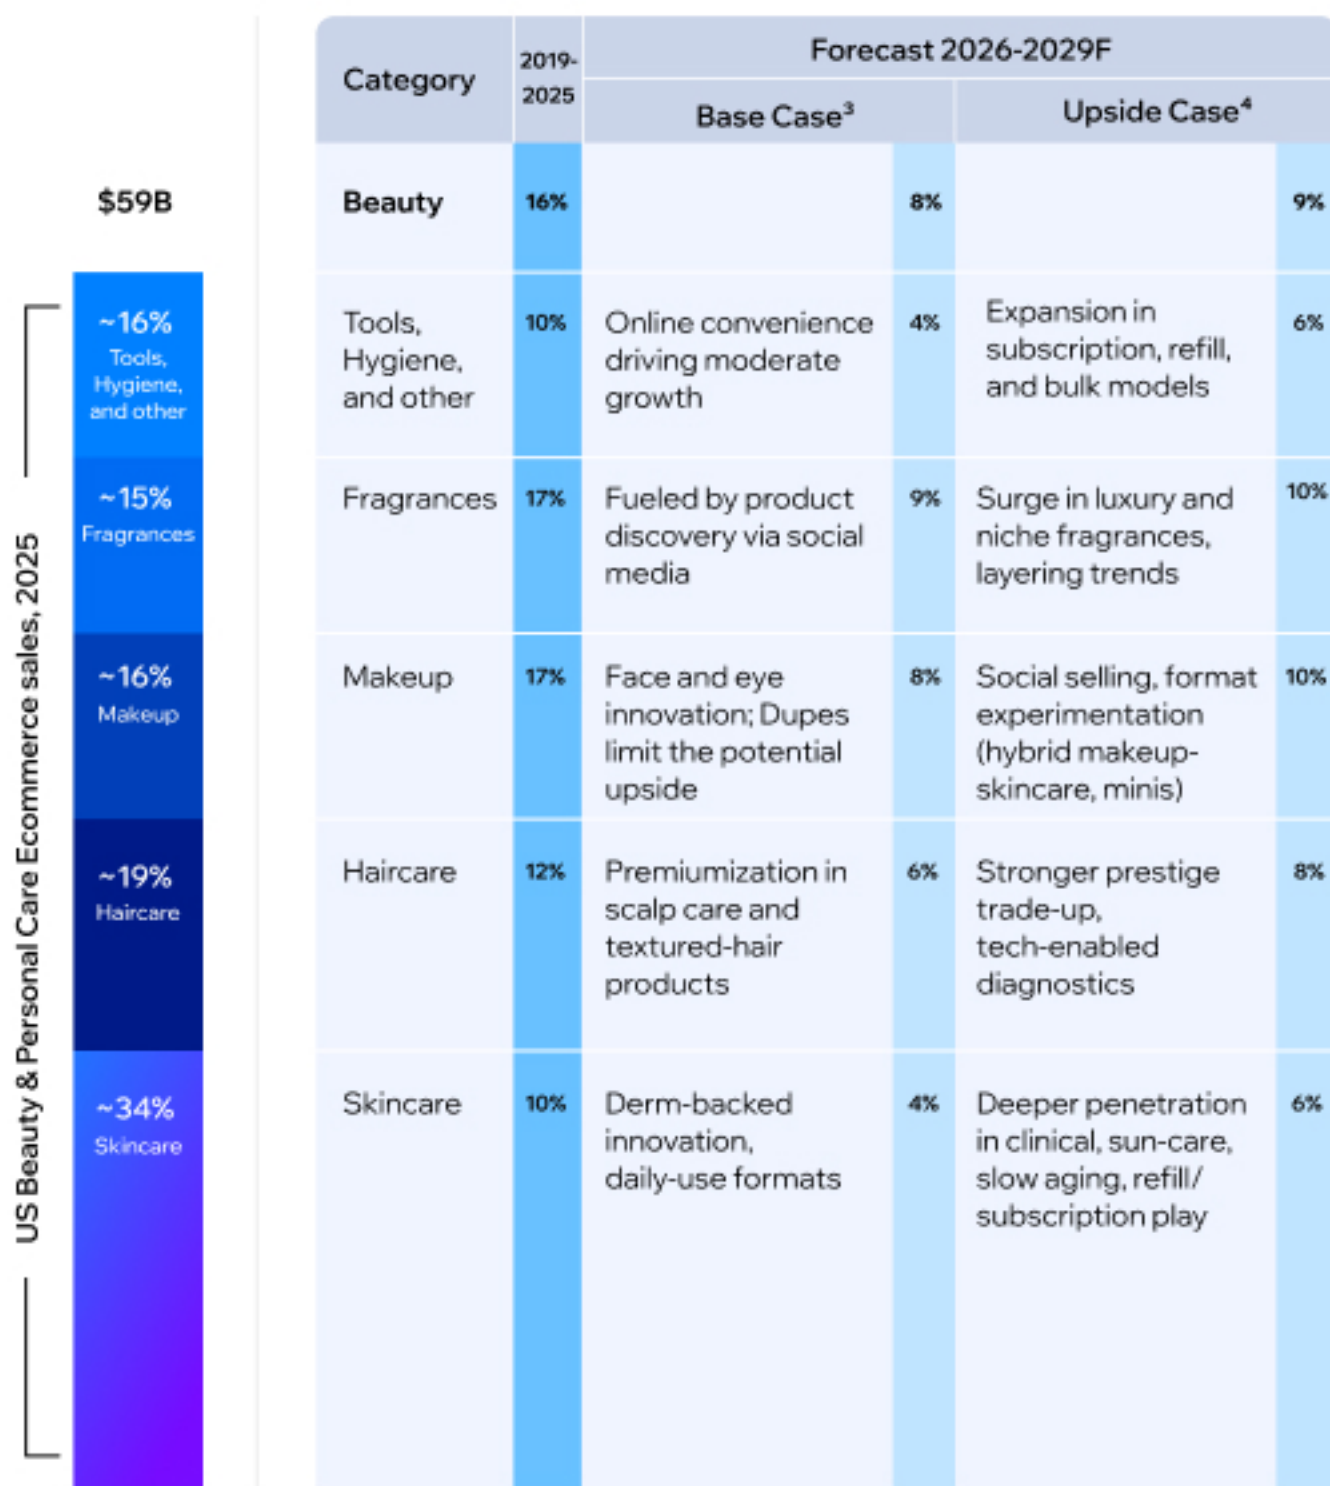 US Beauty & Personal Care Ecommerce sales, 2025
$59B
~16%
Tools,
Hygiene,
and other
~15%
Fragrances
~16%
Makeup
~19%
Haircare
~34%
Skincare
Category
2019-
2025
Forecast 2026-2029F
Base Case³
Upside Case⁴
Beauty
16%
8%
9%
Tools,
Hygiene,
and other
10%
Online convenience
driving moderate
growth
4%
Expansion in
subscription, refill,
and bulk models
6%
Fragrances
17%
Fueled by product
discovery via social
media
9%
Surge in luxury and
niche fragrances,
layering trends
10%
Makeup
17%
Face and eye
innovation; Dupes
limit the potential
upside
8%
Social selling, format
experimentation
(hybrid makeup-
skincare, minis)
10%
Haircare
12%
Premiumization in
scalp care and
textured-hair
products
6%
Stronger prestige
trade-up,
tech-enabled
diagnostics
8%
Skincare
10%
Derm-backed
innovation,
daily-use formats
4%
Deeper penetration
in clinical, sun-care,
slow aging, refill/
subscription play
6%